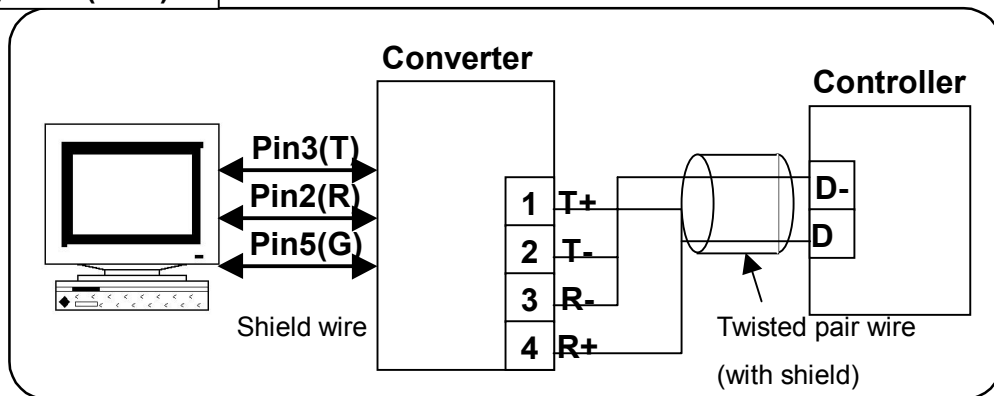 Converter
Controller
Pin3(T)
Pin2(R)
Pin5(G)
Shield wire
1 T+
2 T-
3 R-
4 R+
D-
D
Twisted pair wire
(with shield)